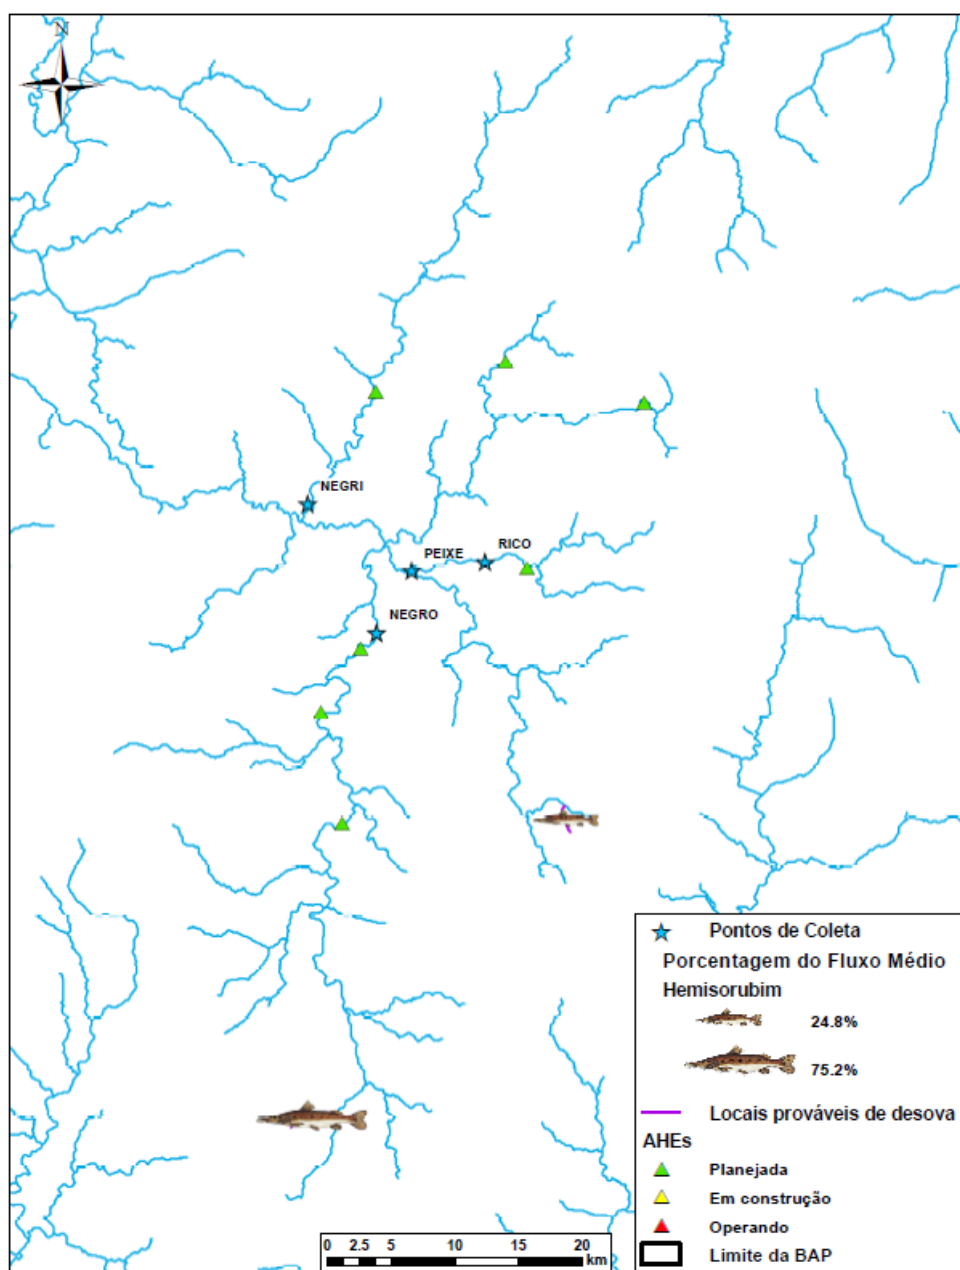 N
NEGRI
PEIXE
RICO
NEGRO
Pontos de Coleta
Porcentagem do Fluxo Médio
Hemisorubim
24.8%
75.2%
Locais prováveis de desova
AHEs
Planejada
Em construção
Operando
Limite da BAP
0 2.5 5 10 15 20
km